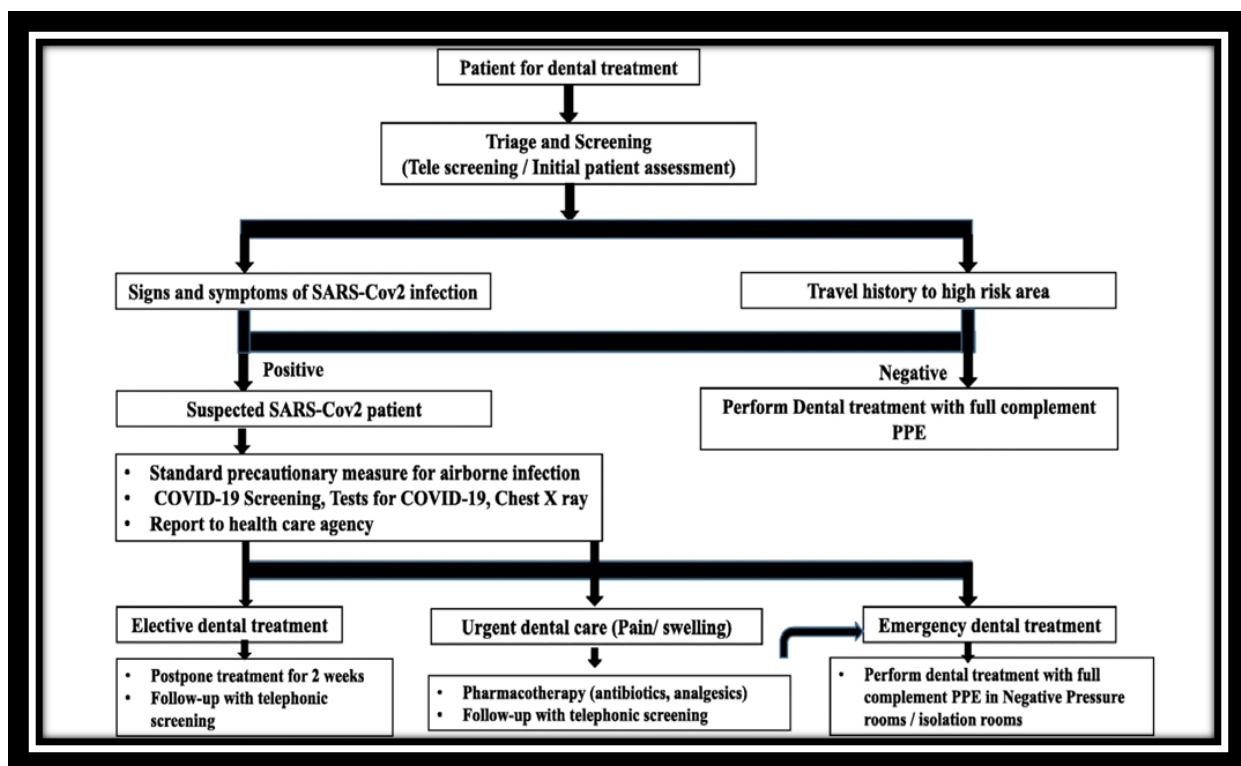 Patient for dental treatment
Triage and Screening
(Tele screening / Initial patient assessment)
Signs and symptoms of SARS-Cov2 infection
Travel history to high risk area
Positive
Negative
Suspected SARS-Cov2 patient
Perform Dental treatment with full complement
PPE
• Standard precautionary measure for airborne infection
• COVID-19 Screening, Tests for COVID-19, Chest X ray
• Report to health care agency
Elective dental treatment
Urgent dental care (Pain/ swelling)
Emergency dental treatment
• Postpone treatment for 2 weeks
• Follow-up with telephonic
screening
• Pharmacotherapy (antibiotics, analgesics)
• Follow-up with telephonic screening
• Perform dental treatment with full
complement PPE in Negative Pressure
rooms / isolation rooms